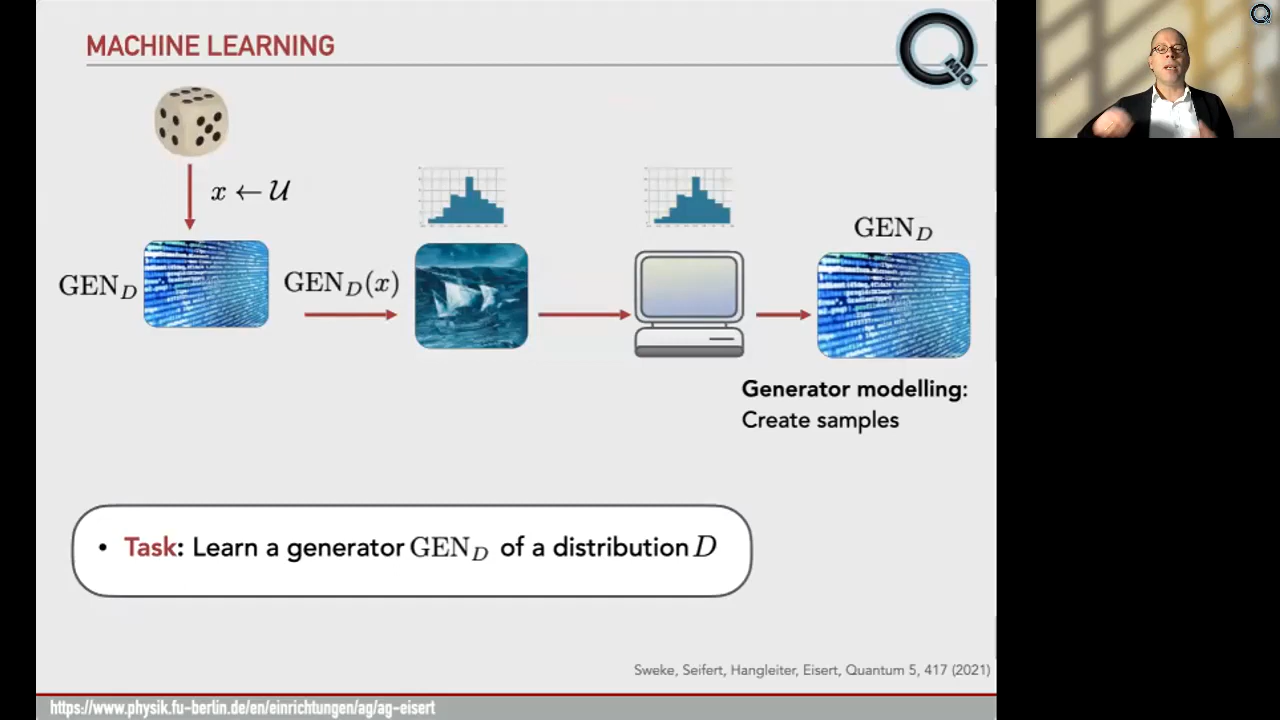 MACHINE LEARNING
QMIO
x ← 𝒰
GEN_D
GEN_D(x)
GEN_D
Generator modelling:
Create samples
• Task: Learn a generator GEN_D of a distribution D
Sweke, Seifert, Hangleiter, Eisert, Quantum 5, 417 (2021)
https://www.physik.fu-berlin.de/en/einrichtungen/ag/ag-eisert